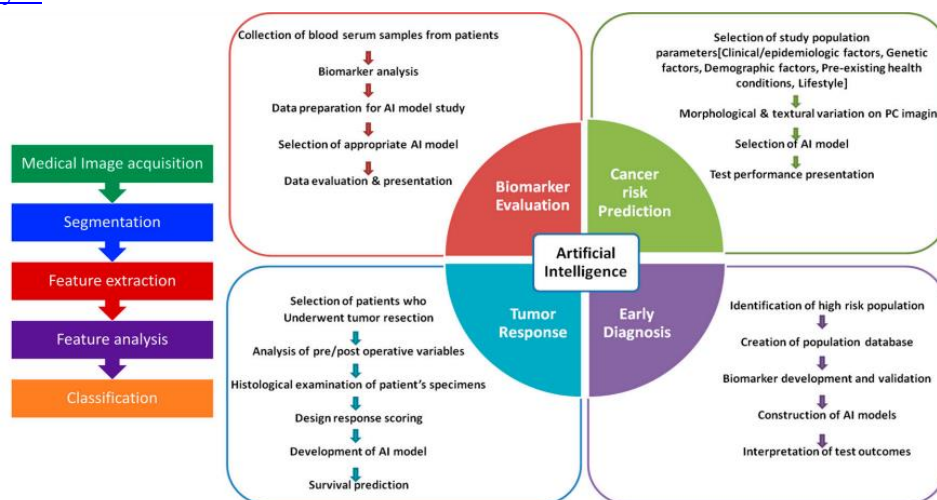 Medical Image acquisition
Segmentation
Feature extraction
Feature analysis
Classification
Collection of blood serum samples from patients
Biomarker analysis
Data preparation for AI model study
Selection of appropriate AI model
Data evaluation & presentation
Biomarker
Evaluation
Selection of study population
parameters[Clinical/epidemiologic factors, Genetic
factors, Demographic factors, Pre-existing health
conditions, Lifestyle]
Morphological & textural variation on PC imagin
Selection of AI model
Test performance presentation
Cancer
risk
Prediction
Artificial
Intelligence
Selection of patients who
Underwent tumor resection
Analysis of pre/post operative variables
Histological examination of patient's specimens
Design response scoring
Development of AI model
Survival prediction
Tumor
Response
Early
Diagnosis
Identification of high risk population
Creation of population database
Biomarker development and validation
Construction of AI models
Interpretation of test outcomes